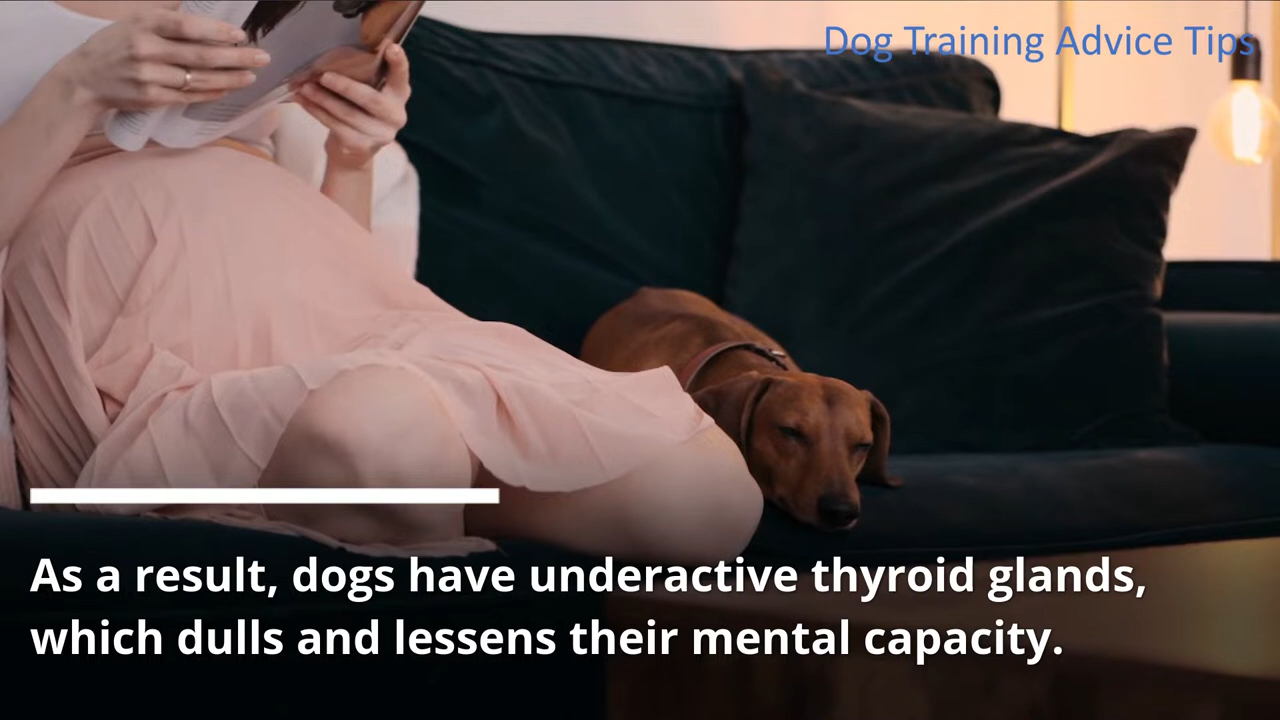 Dog Training Advice Tips
As a result, dogs have underactive thyroid glands,
which dulls and lessens their mental capacity.